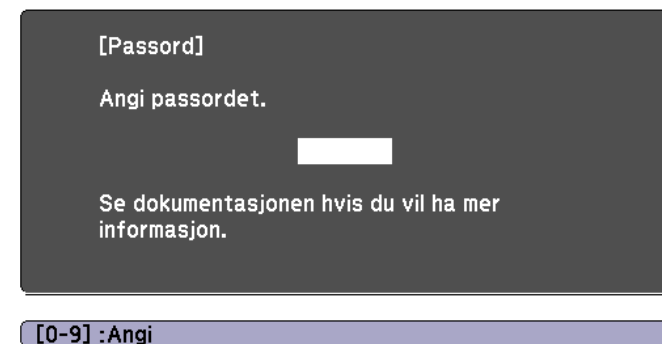 [Passord]
Angi passordet.
Se dokumentasjonen hvis du vil ha mer
informasjon.
[0-9] :Angi